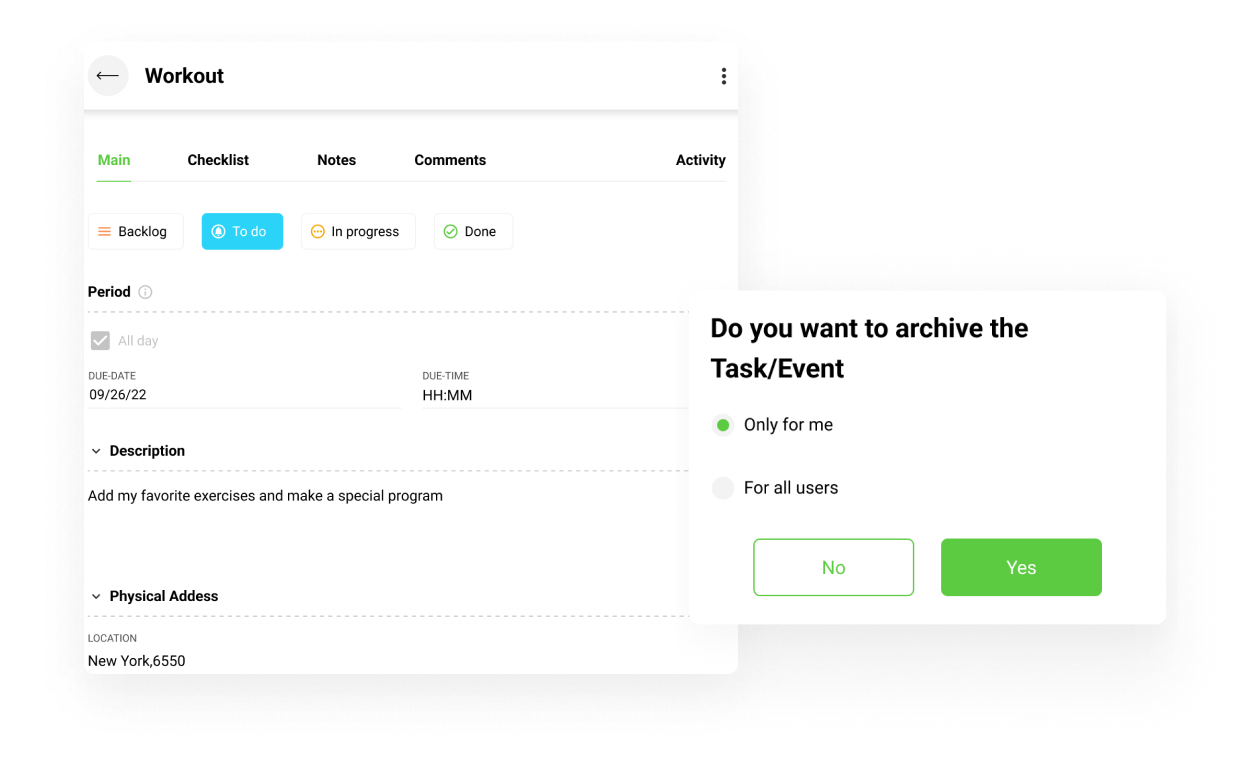 Workout
Main Checklist Notes Comments Activity
Backlog To do In progress Done
Period
All day
DUE-DATE DUE-TIME
09/26/22 HH:MM
Description
Add my favorite exercises and make a special program
Physical Addess
LOCATION
New York,6550
Do you want to archive the
Task/Event
Only for me
For all users
No Yes